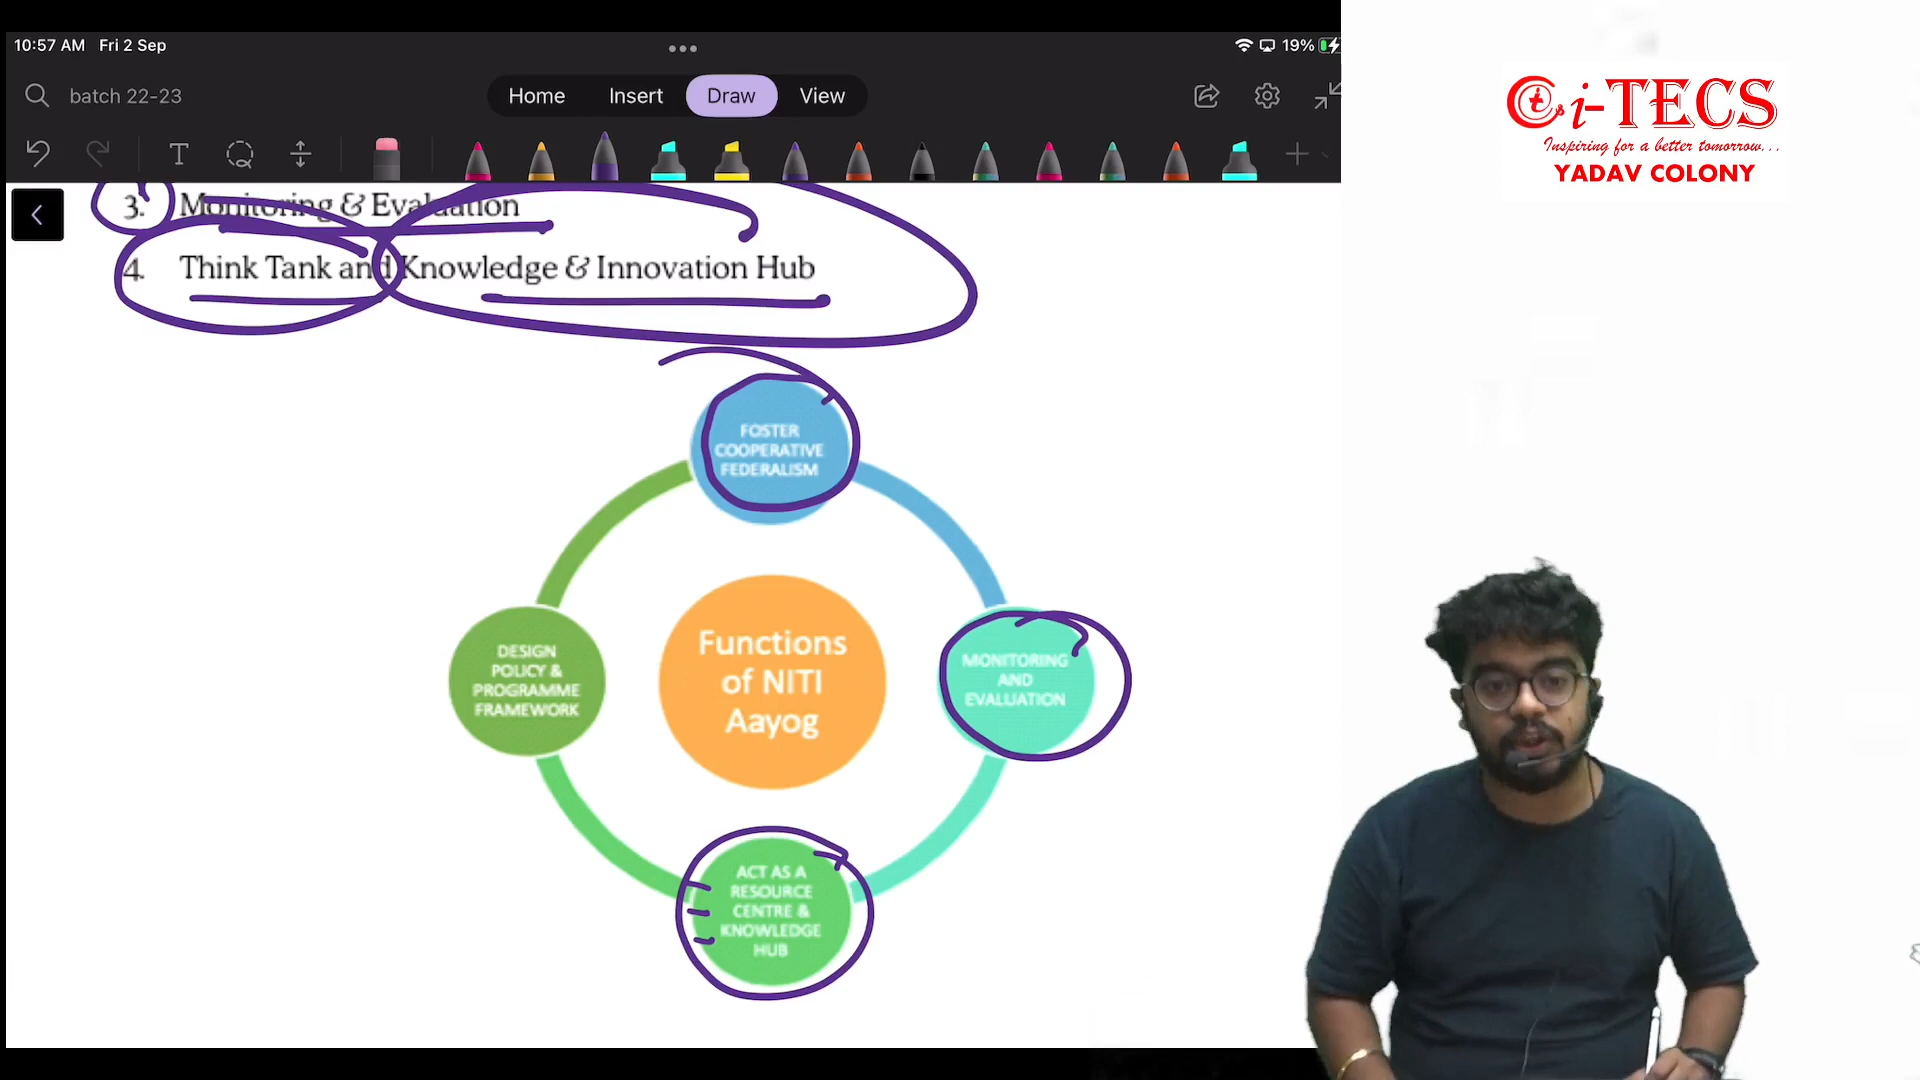 10:57 AM Fri 2 Sep
19%
batch 22-23
Home Insert Draw View
T
3. Monitoring & Evaluation
4. Think Tank and Knowledge & Innovation Hub
FOSTER
COOPERATIVE
FEDERALISM
DESIGN
POLICY &
PROGRAMME
FRAMEWORK
Functions
of NITI
Aayog
MONITORING
AND
EVALUATION
ACT AS A
RESOURCE
CENTRE &
KNOWLEDGE
HUB
i-TECS
Inspiring for a better tomorrow...
YADAV COLONY